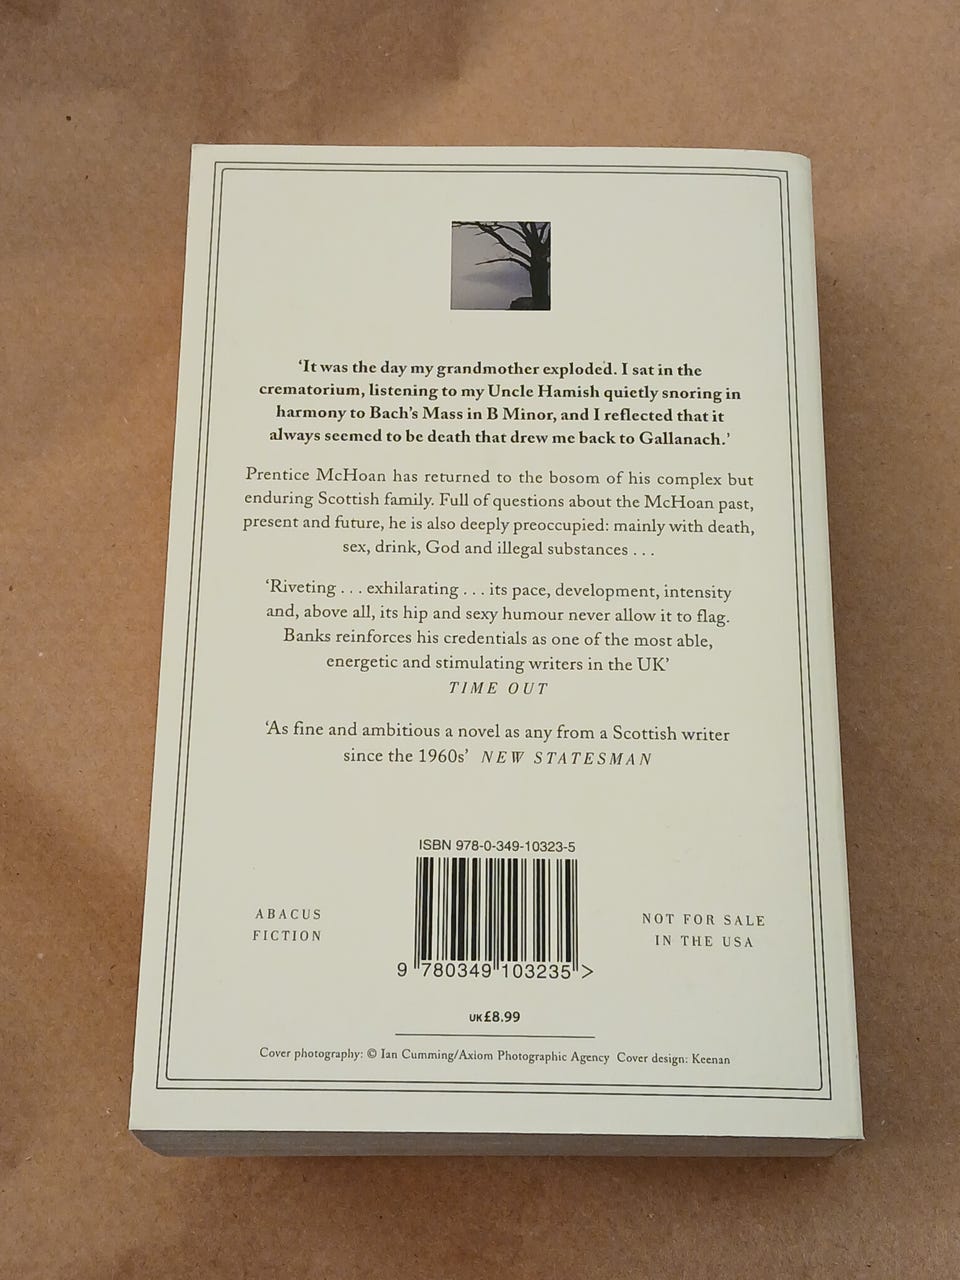 ‘It was the day my grandmother exploded. I sat in the
crematorium, listening to my Uncle Hamish quietly snoring in
harmony to Bach’s Mass in B Minor, and I reflected that it
always seemed to be death that drew me back to Gallanach.’
Prentice McHoan has returned to the bosom of his complex but
enduring Scottish family. Full of questions about the McHoan past,
present and future, he is also deeply preoccupied: mainly with death,
sex, drink, God and illegal substances . . .
‘Riveting . . . exhilarating . . . its pace, development, intensity
and, above all, its hip and sexy humour never allow it to flag.
Banks reinforces his credentials as one of the most able,
energetic and stimulating writers in the UK’
TIME OUT
‘As fine and ambitious a novel as any from a Scottish writer
since the 1960s’ NEW STATESMAN
ISBN 978-0-349-10323-5
ABACUS
FICTION
9 780349 103235 >
NOT FOR SALE
IN THE USA
UK£8.99
Cover photography: © Ian Cumming/Axiom Photographic Agency Cover design: Keenan